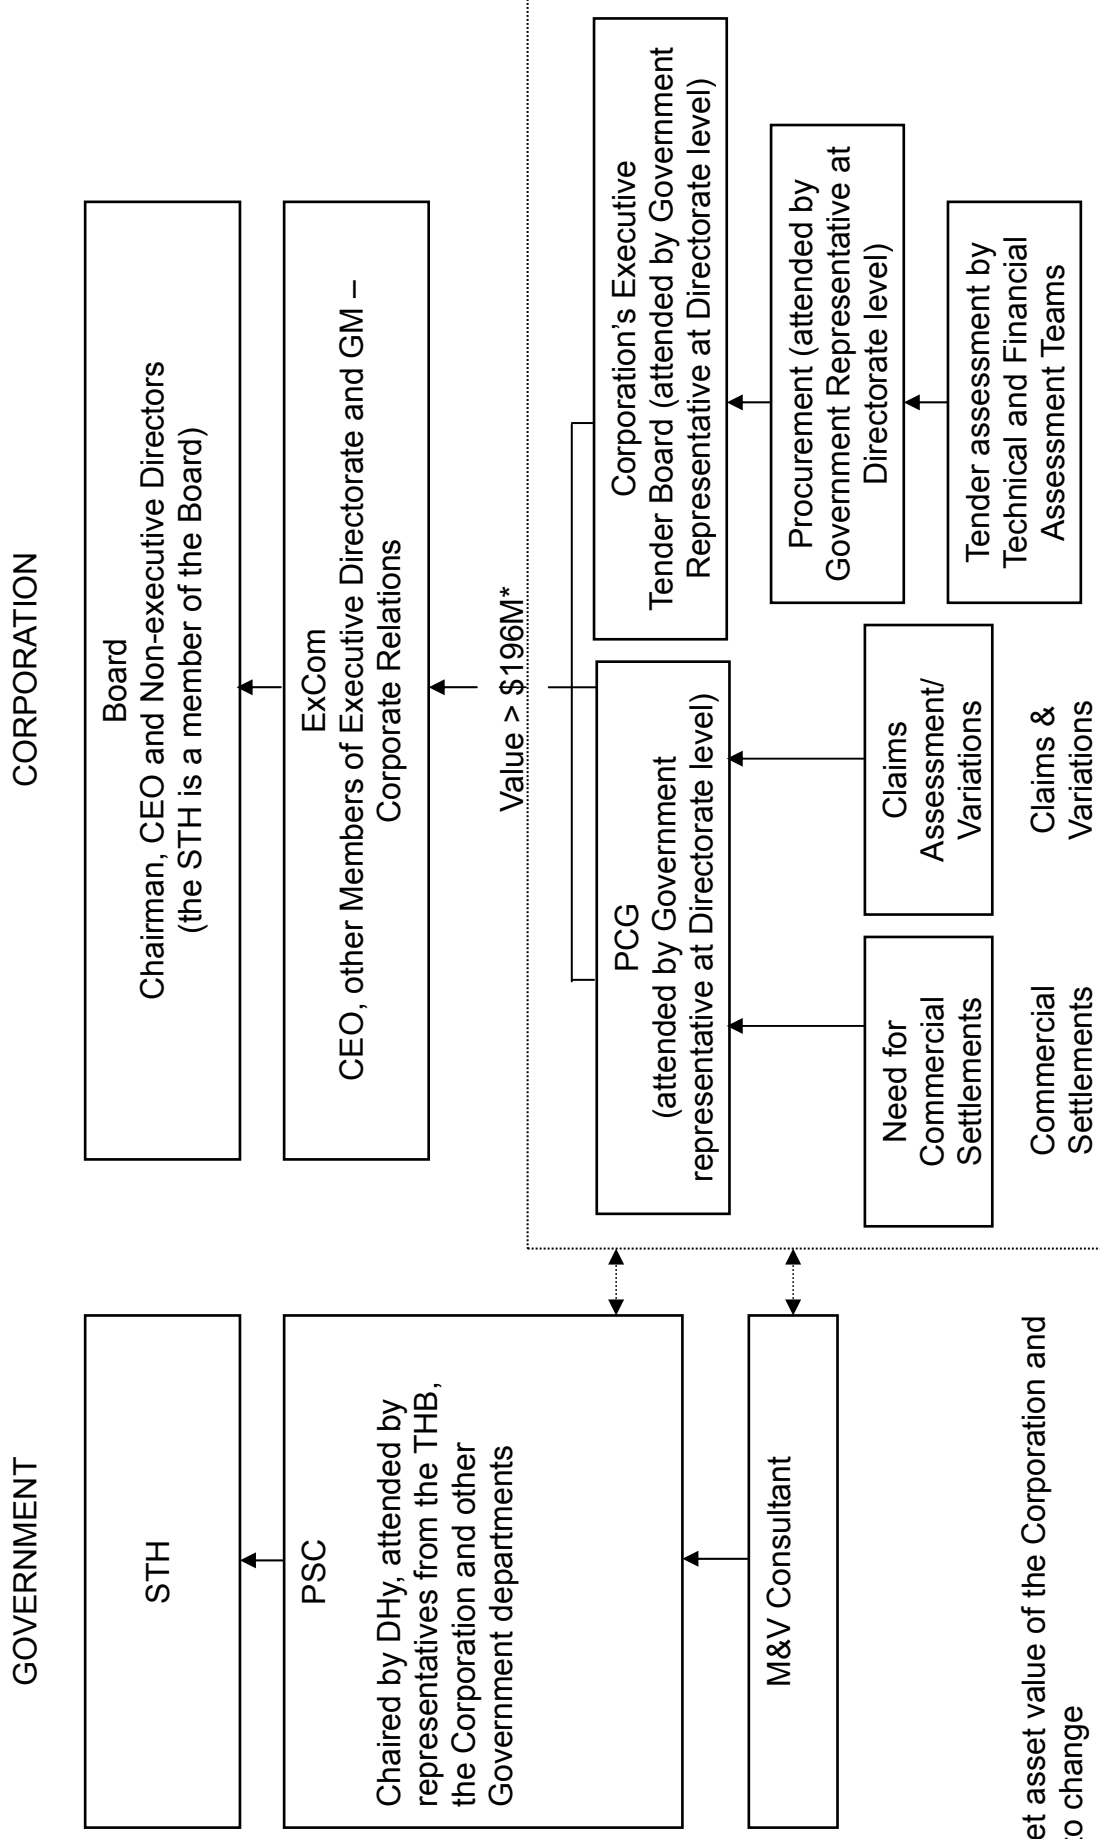 GOVERNMENT
CORPORATION
STH
PSC
Chaired by DHy, attended by
representatives from the THB,
the Corporation and other
Government departments
M&V Consultant
Board
Chairman, CEO and Non-executive Directors
(the STH is a member of the Board)
ExCom
CEO, other Members of Executive Directorate and GM –
Corporate Relations
Value > $196M*
PCG
(attended by Government
representative at Directorate level)
Corporation's Executive
Tender Board (attended by Government
Representative at Directorate level)
Need for
Commercial
Settlements
Claims
Assessment/
Variations
Procurement (attended by
Government Representative at
Directorate level)
Tender assessment by
Technical and Financial
Assessment Teams
Commercial
Settlements
Claims &
Variations
asset value of the Corporation and
to change